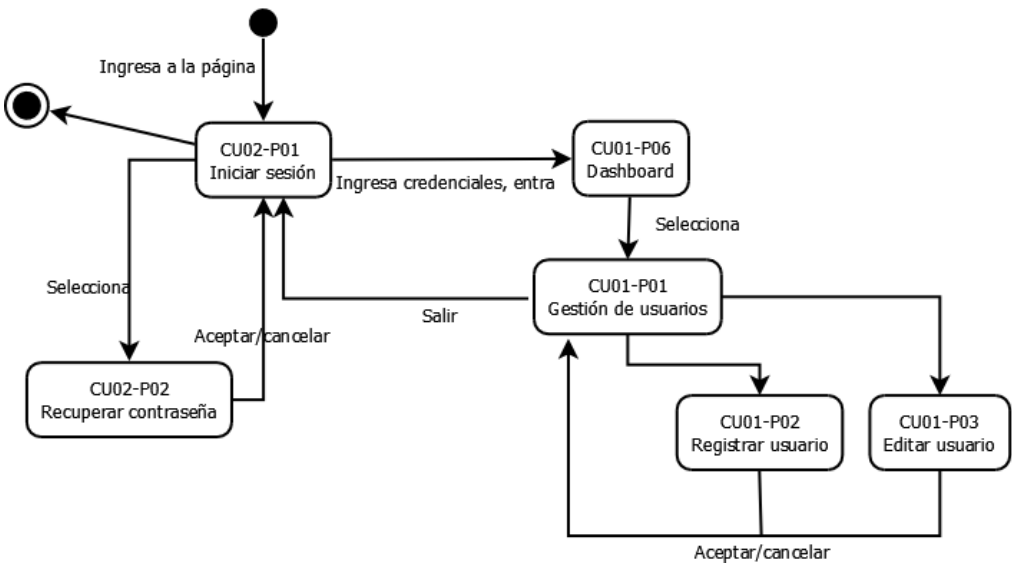 Ingresa a la página
CU02-P01
Iniciar sesión
Ingresa credenciales, entra
CU01-P06
Dashboard
Selecciona
CU01-P01
Gestión de usuarios
Selecciona
Salir
Aceptar/cancelar
CU02-P02
Recuperar contraseña
CU01-P02
Registrar usuario
CU01-P03
Editar usuario
Aceptar/cancelar